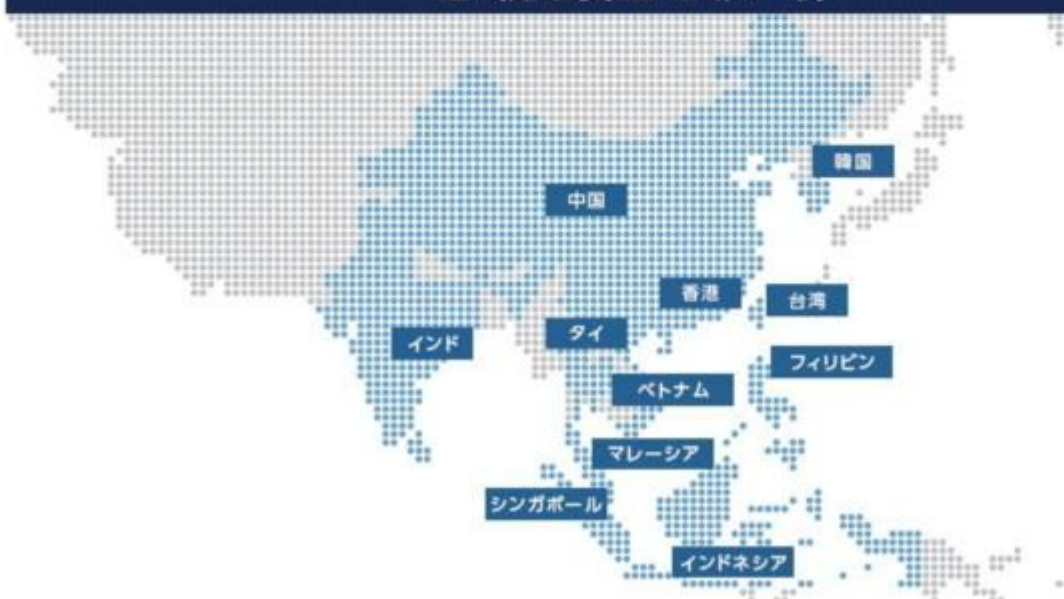 韓国
中国
香港
台湾
インド
タイ
フィリピン
ベトナム
マレーシア
シンガポール
インドネシア